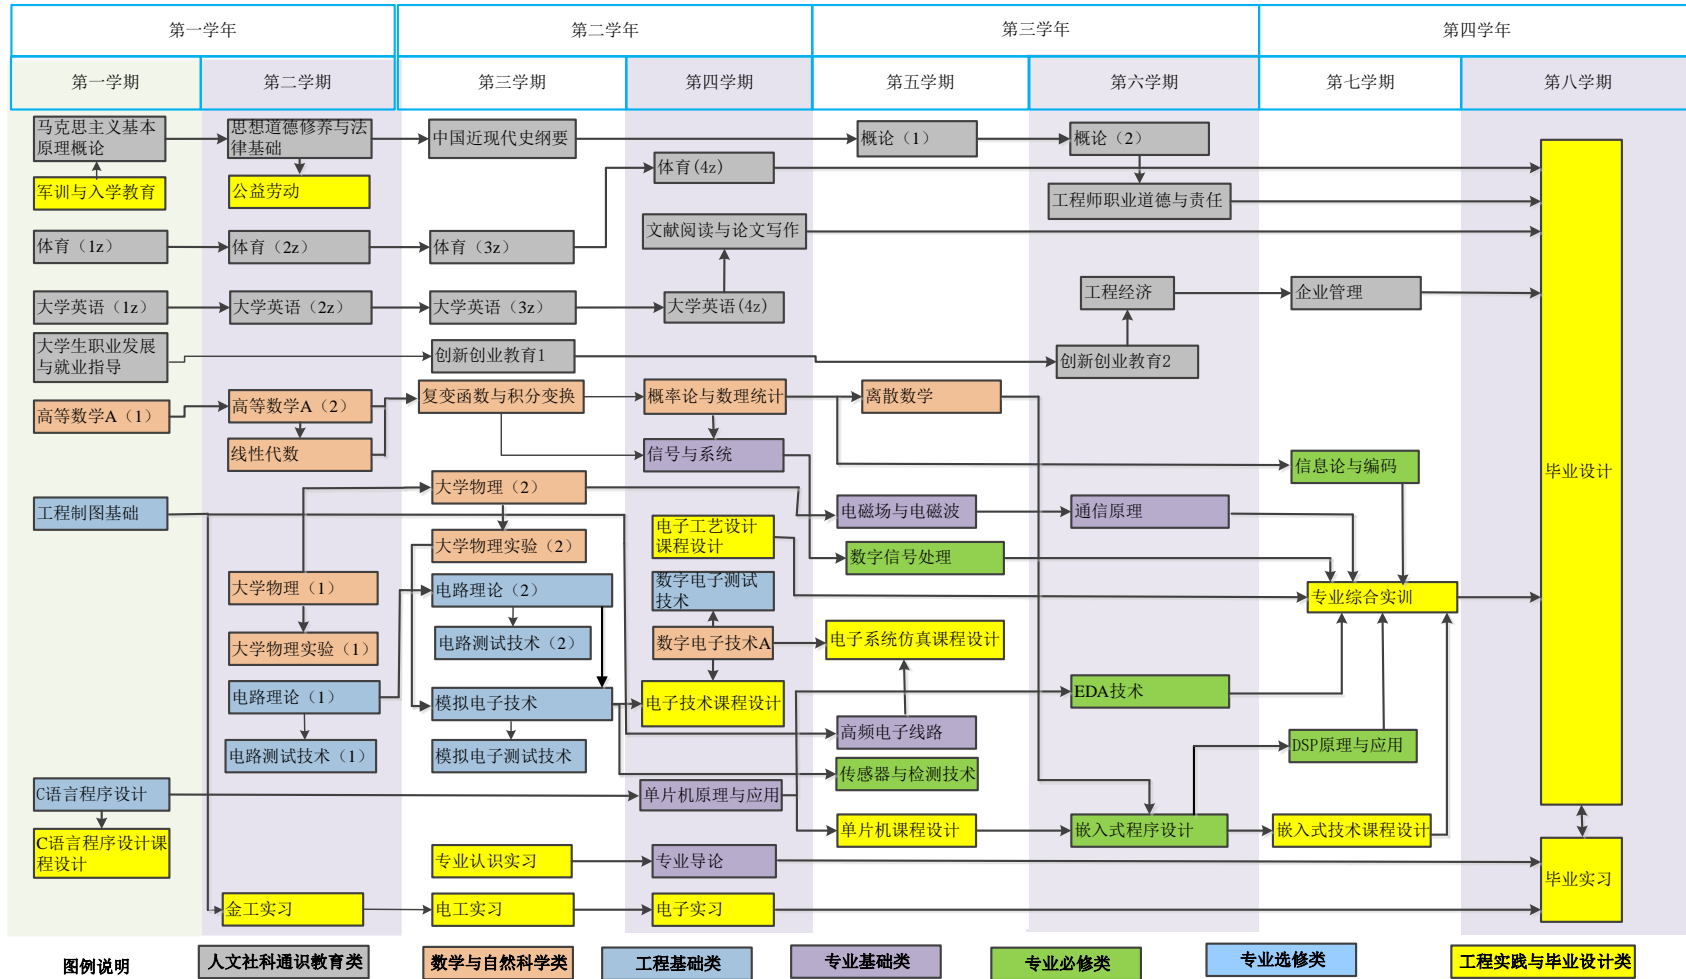 第一学年
第二学年
第三学年
第四学年
第一学期
第二学期
第三学期
第四学期
第五学期
第六学期
第七学期
第八学期
马克思主义基本
原理概论
思想道德修养与法
律基础
中国近现代史纲要
概论（1）
概论（2）
军训与入学教育
公益劳动
体育(4z)
工程师职业道德与责任
体育（1z）
体育（2z）
体育（3z）
文献阅读与论文写作
大学英语（1z）
大学英语（2z）
大学英语（3z）
大学英语(4z)
工程经济
企业管理
大学生职业发展
与就业指导
创新创业教育1
创新创业教育2
高等数学A（1）
高等数学A（2）
复变函数与积分变换
概率论与数理统计
离散数学
线性代数
信号与系统
信息论与编码
毕业设计
工程制图基础
大学物理（2）
电磁场与电磁波
通信原理
大学物理实验（2）
电子工艺设计
课程设计
数字信号处理
大学物理（1）
电路理论（2）
数字电子测试
技术
专业综合实训
大学物理实验（1）
电路测试技术（2）
数字电子技术A
电子系统仿真课程设计
电路理论（1）
模拟电子技术
电子技术课程设计
EDA技术
电路测试技术（1）
模拟电子测试技术
高频电子线路
DSP原理与应用
传感器与检测技术
C语言程序设计
单片机原理与应用
C语言程序设计课
程设计
单片机课程设计
嵌入式程序设计
嵌入式技术课程设计
专业认识实习
专业导论
毕业实习
金工实习
电工实习
电子实习
图例说明
人文社科通识教育类
数学与自然科学类
工程基础类
专业基础类
专业必修类
专业选修类
工程实践与毕业设计类